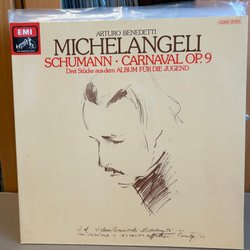 EMI
ARTURO BENEDETTI
MICHELANGELI
SCHUMANN · CARNAVAL OP. 9
Drei Stücke aus dem ALBUM FÜR DIE JUGEND